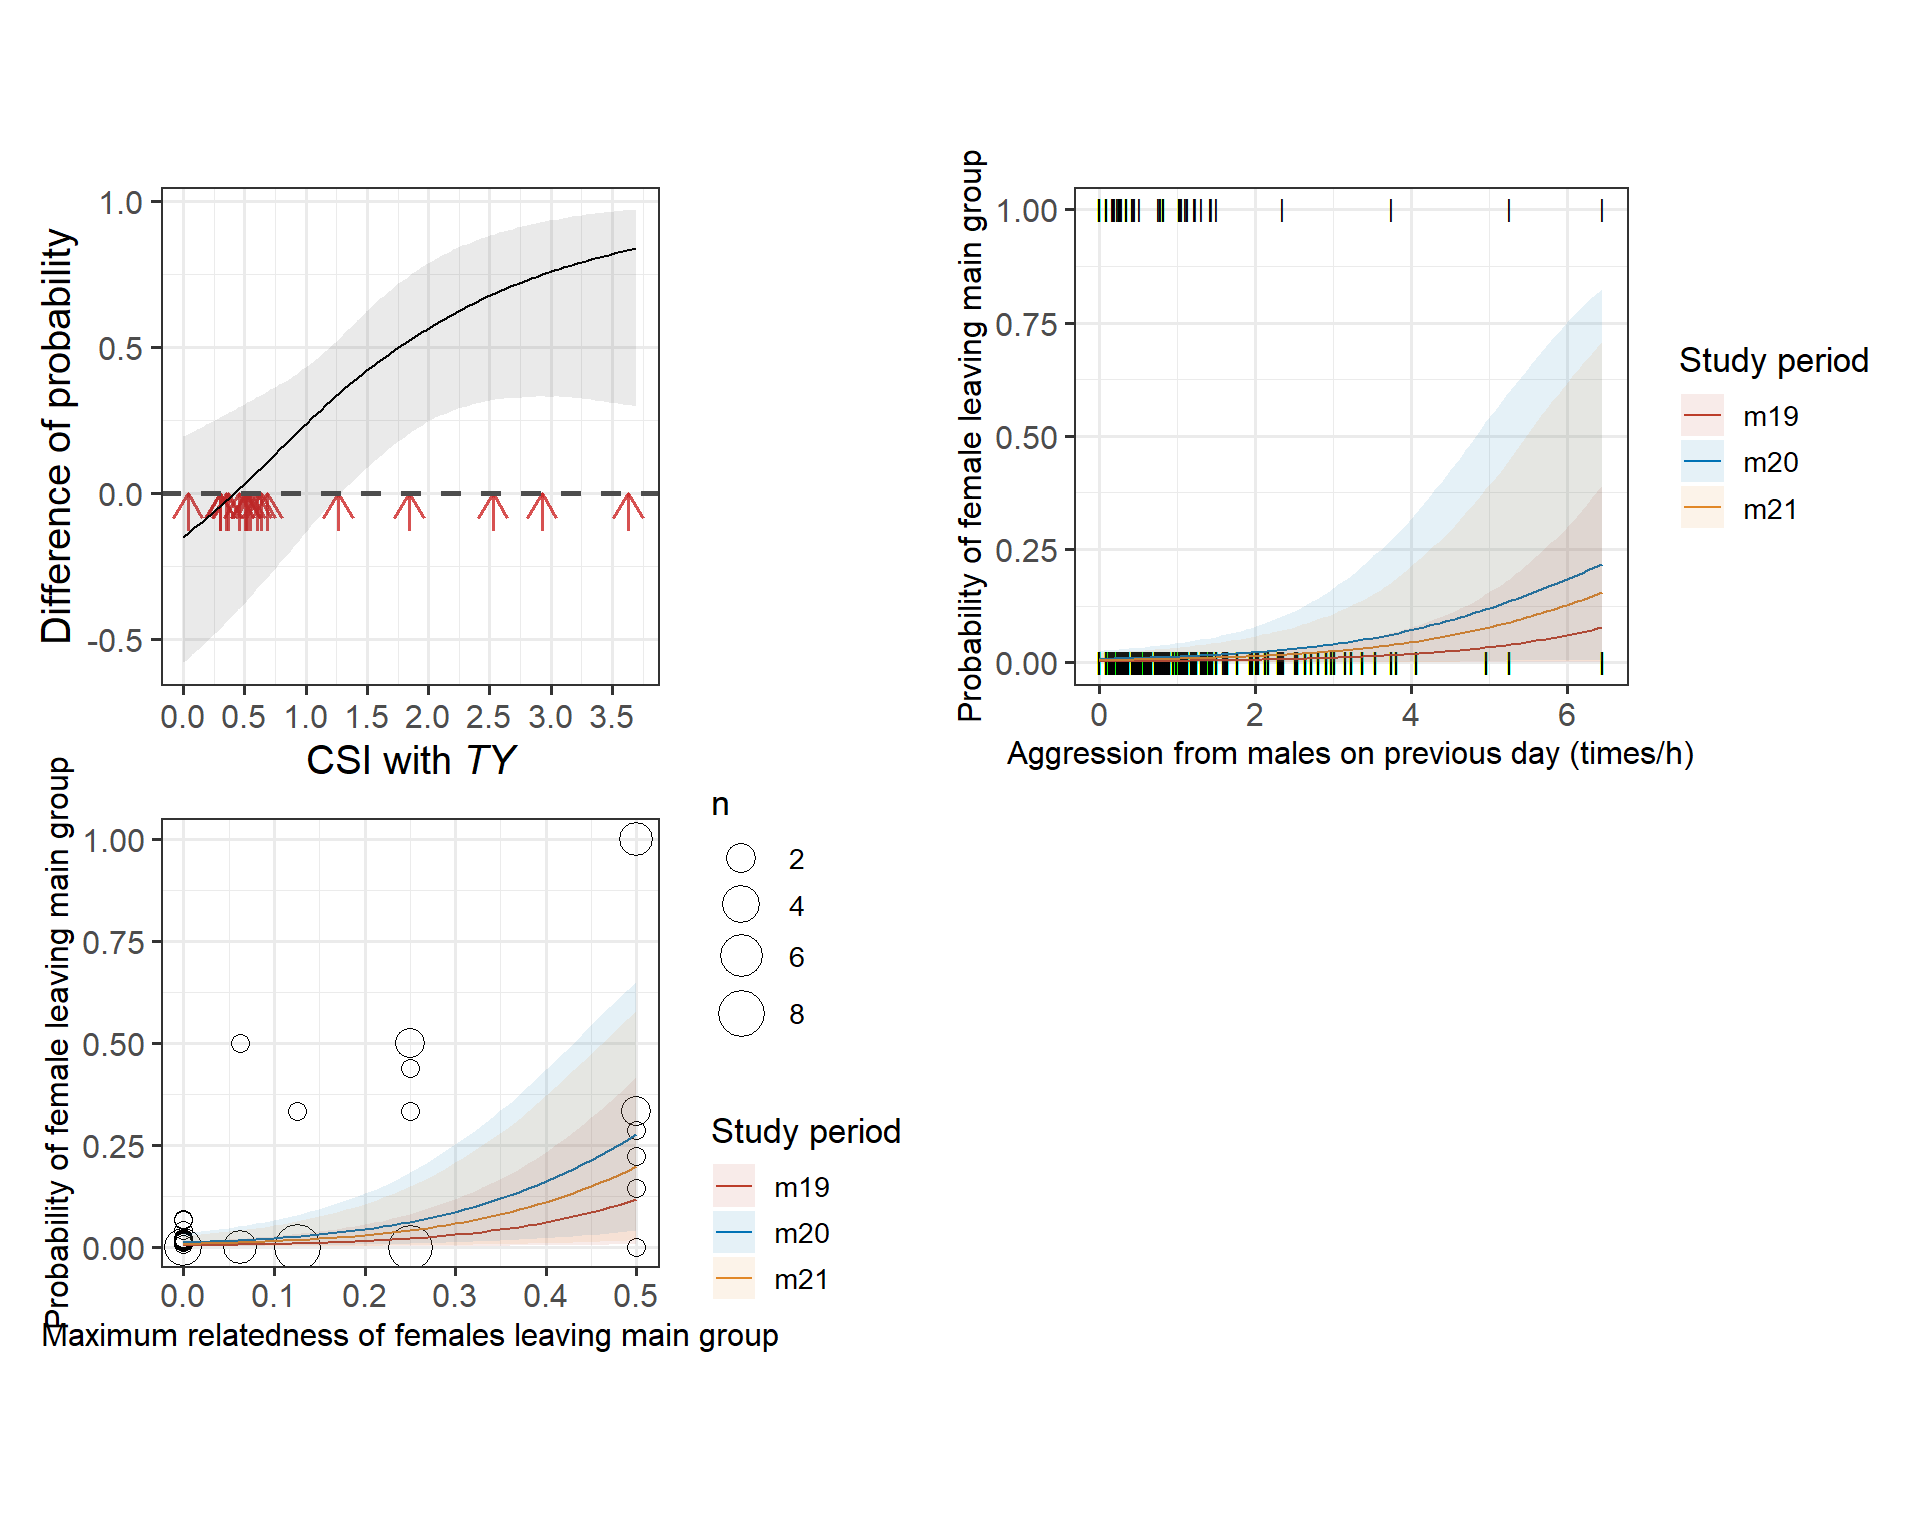 Difference of probability
1.0
0.5
0.0
-0.5
0.0 0.5 1.0 1.5 2.0 2.5 3.0 3.5
CSI with TY
Probability of female leaving main group
1.00
0.75
0.50
0.25
0.00
0 2 4 6
Aggression from males on previous day (times/h)
Study period
m19
m20
m21
Probability of female leaving main group
1.00
0.75
0.50
0.25
0.00
0.0 0.1 0.2 0.3 0.4 0.5
Maximum relatedness of females leaving main group
n
2
4
6
8
Study period
m19
m20
m21